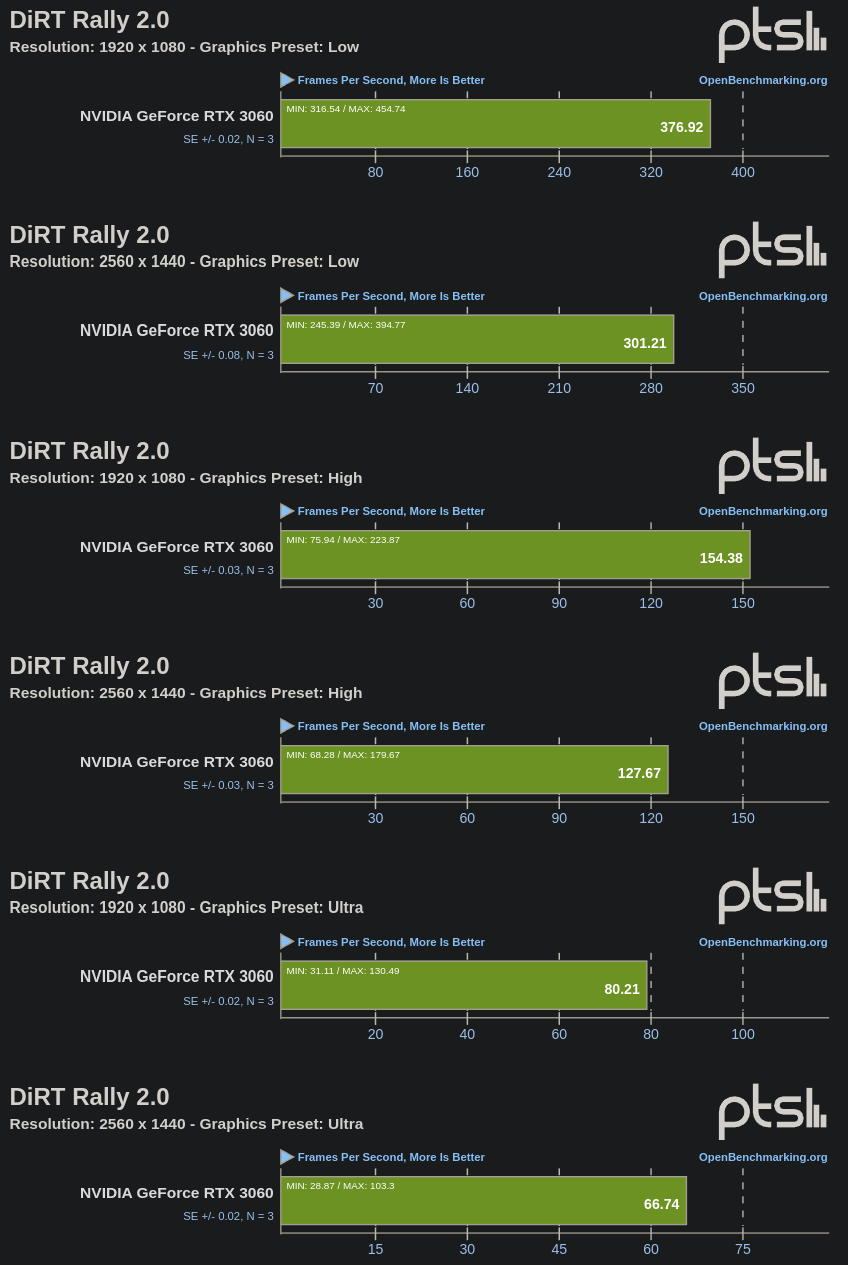 DiRT Rally 2.0
ptsl
Resolution: 1920 x 1080 - Graphics Preset: Low
Frames Per Second, More Is Better
OpenBenchmarking.org
NVIDIA GeForce RTX 3060
MIN: 316.54 / MAX: 454.74
376.92
SE +/- 0.02, N = 3
80 160 240 320 400
DiRT Rally 2.0
ptsl
Resolution: 2560 x 1440 - Graphics Preset: Low
Frames Per Second, More Is Better
OpenBenchmarking.org
NVIDIA GeForce RTX 3060
MIN: 245.39 / MAX: 394.77
301.21
SE +/- 0.08, N = 3
70 140 210 280 350
DiRT Rally 2.0
ptsl
Resolution: 1920 x 1080 - Graphics Preset: High
Frames Per Second, More Is Better
OpenBenchmarking.org
NVIDIA GeForce RTX 3060
MIN: 75.94 / MAX: 223.87
154.38
SE +/- 0.03, N = 3
30 60 90 120 150
DiRT Rally 2.0
ptsl
Resolution: 2560 x 1440 - Graphics Preset: High
Frames Per Second, More Is Better
OpenBenchmarking.org
NVIDIA GeForce RTX 3060
MIN: 68.28 / MAX: 179.67
127.67
SE +/- 0.03, N = 3
30 60 90 120 150
DiRT Rally 2.0
ptsl
Resolution: 1920 x 1080 - Graphics Preset: Ultra
Frames Per Second, More Is Better
OpenBenchmarking.org
NVIDIA GeForce RTX 3060
MIN: 31.11 / MAX: 130.49
80.21
SE +/- 0.02, N = 3
20 40 60 80 100
DiRT Rally 2.0
ptsl
Resolution: 2560 x 1440 - Graphics Preset: Ultra
Frames Per Second, More Is Better
OpenBenchmarking.org
NVIDIA GeForce RTX 3060
MIN: 28.87 / MAX: 103.3
66.74
SE +/- 0.02, N = 3
15 30 45 60 75